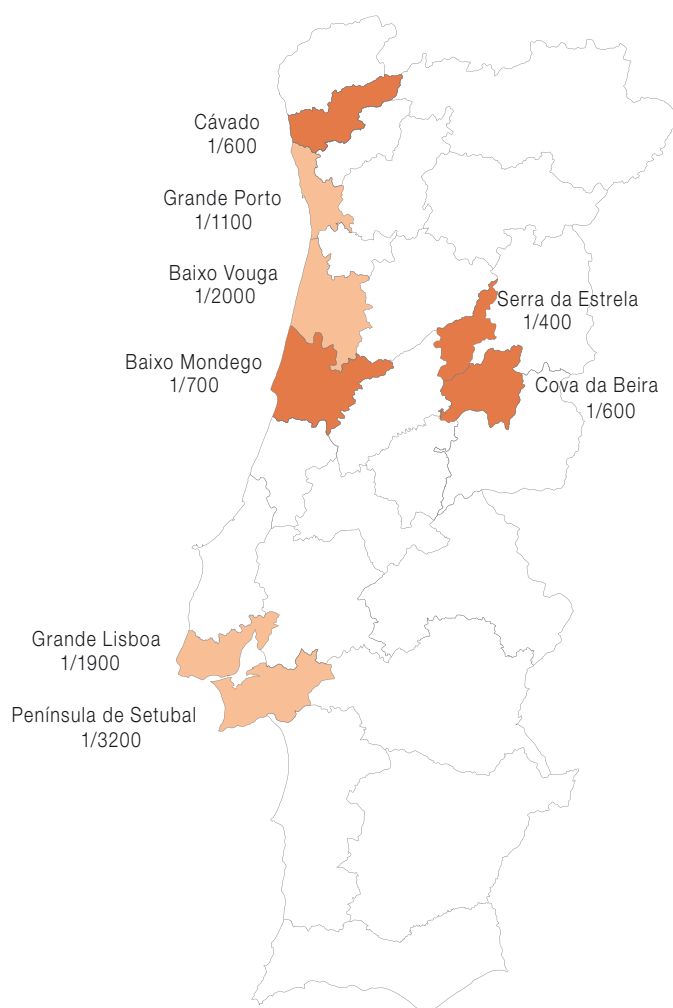 Cávado
1/600
Grande Porto
1/1100
Baixo Vouga
1/2000
Serra da Estrela
1/400
Baixo Mondego
1/700
Cova da Beira
1/600
Grande Lisboa
1/1900
Península de Setubal
1/3200